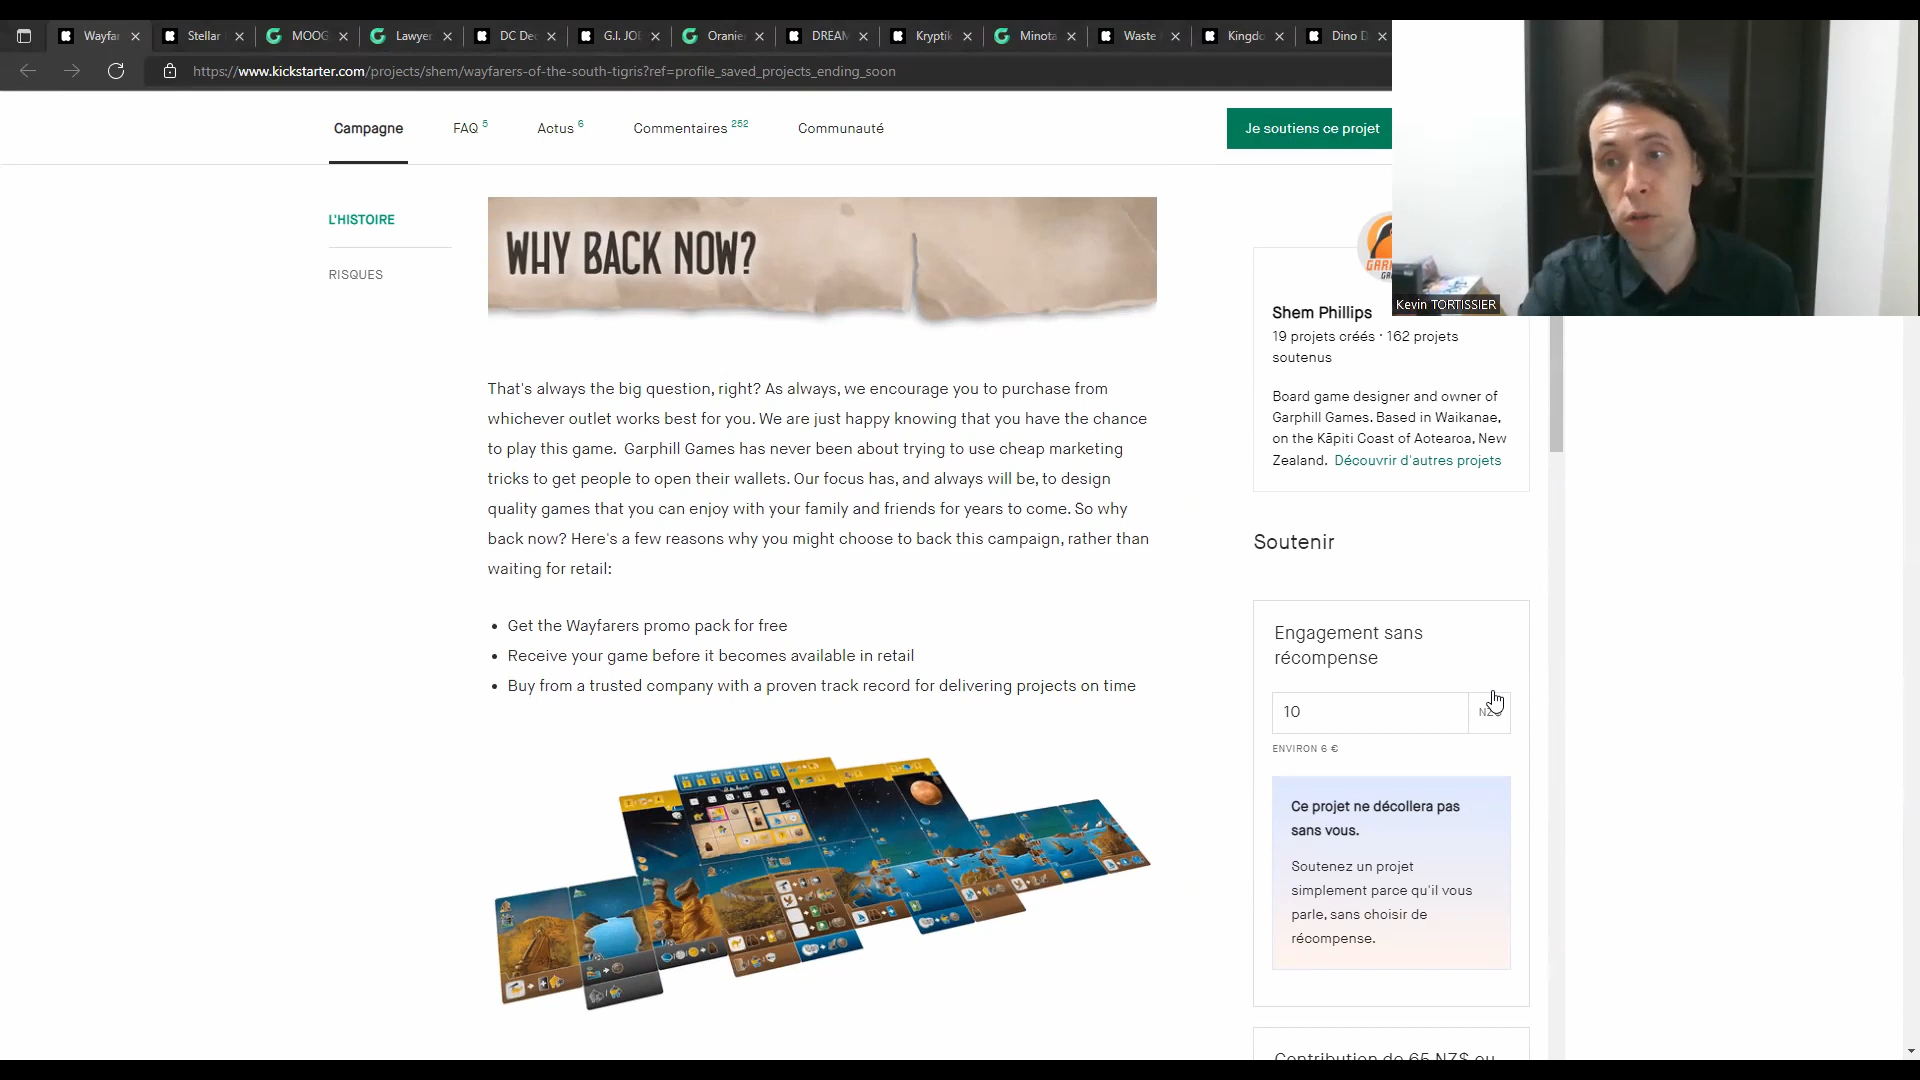 Wayfar
Stellar
MOOG
Lawyer
DC Dec
G.I. JOE
Oranie
DREAM
Kryptik
Minota
Waste
Kingdo
Dino D
https://www.kickstarter.com/projects/shem/wayfarers-of-the-south-tigris?ref=profile_saved_projects_ending_soon
Campagne
FAQ 5
Actus 6
Commentaires 252
Communauté
Je soutiens ce projet
L'HISTOIRE
RISQUES
WHY BACK NOW?
That's always the big question, right? As always, we encourage you to purchase from
whichever outlet works best for you. We are just happy knowing that you have the chance
to play this game. Garphill Games has never been about trying to use cheap marketing
tricks to get people to open their wallets. Our focus has, and always will be, to design
quality games that you can enjoy with your family and friends for years to come. So why
back now? Here's a few reasons why you might choose to back this campaign, rather than
waiting for retail:
• Get the Wayfarers promo pack for free
• Receive your game before it becomes available in retail
• Buy from a trusted company with a proven track record for delivering projects on time
Kevin TORTISSIER
Shem Phillips
19 projets créés · 162 projets
soutenus
Board game designer and owner of
Garphill Games. Based in Waikanae,
on the Kāpiti Coast of Aotearoa, New
Zealand. Découvrir d'autres projets
Soutenir
Engagement sans
récompense
10
NZ$
ENVIRON 6 €
Ce projet ne décollera pas
sans vous.
Soutenez un projet
simplement parce qu'il vous
parle, sans choisir de
récompense.
Contribution de 65 NZ$ ou